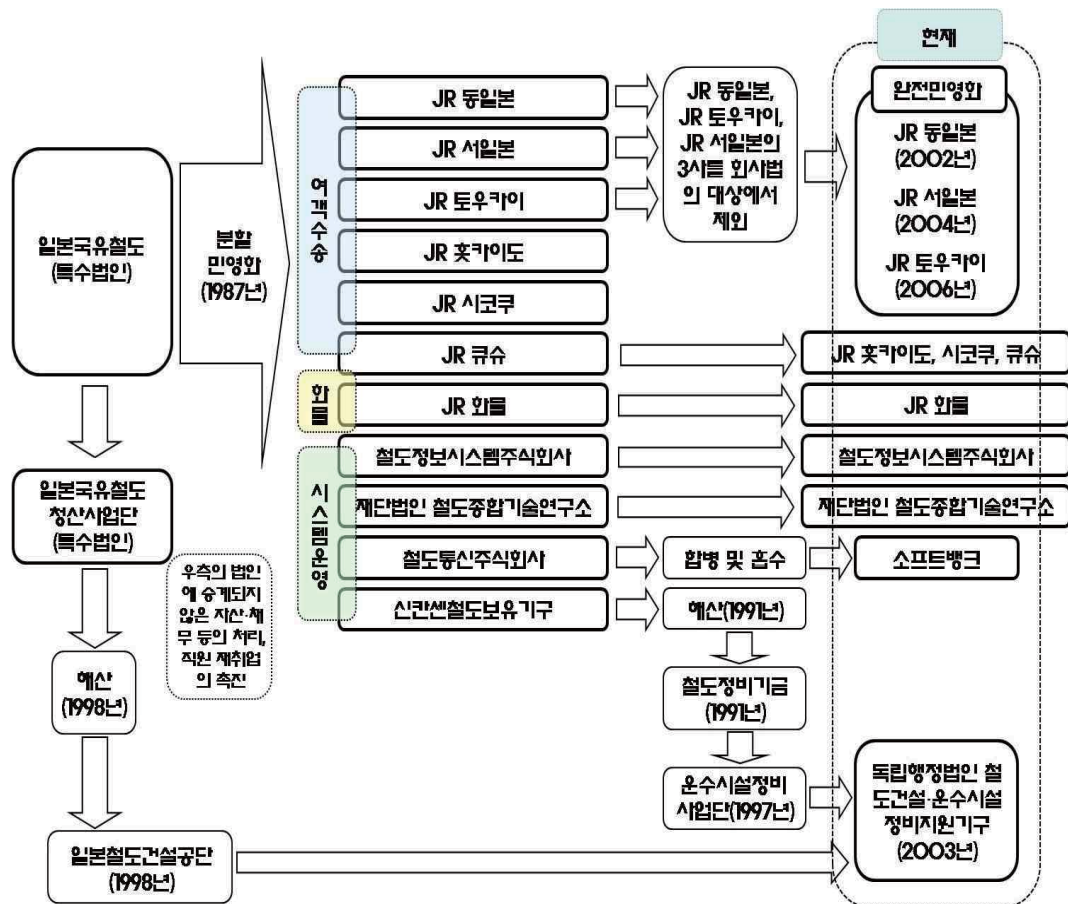 현재
완전민영화
JR 동일본
(2002년)
JR 서일본
(2004년)
JR 토우카이
(2006년)
JR 동일본,
JR 토우카이,
JR 서일본의
3사를 회사법
의 대상에서
제외
일본국유철도
(특수법인)
분할
민영화
(1987년)
여객수송
JR 동일본
JR 서일본
JR 토우카이
JR 홋카이도
JR 시코쿠
JR 큐슈
JR 홋카이도, 시코쿠, 큐슈
화물
JR 화물
JR 화물
시스템운영
철도정보시스템주식회사
철도정보시스템주식회사
재단법인 철도종합기술연구소
재단법인 철도종합기술연구소
철도통신주식회사
합병 및 흡수
소프트뱅크
신칸센철도보유기구
해산(1991년)
철도정비기금
(1991년)
운수시설정비
사업단(1997년)
독립행정법인 철
도건설·운수시설
정비지원기구
(2003년)
일본국유철도
청산사업단
(특수법인)
우측의 법인
에 승계되지
않은 자산·채
무 등의 처리,
직원 재취업
의 촉진
해산
(1998년)
일본철도건설공단
(1998년)